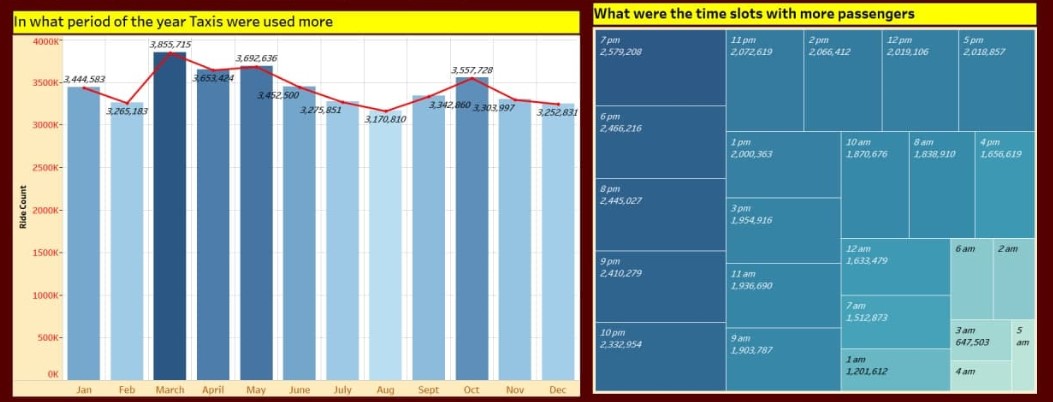 In what period of the year Taxis were used more
Ride Count
4000K
3500K
3000K
2500K
2000K
1500K
1000K
500K
0K
3,444,583
3,265,183
3,855,715
3,653,424
3,692,636
3,452,500
3,275,851
3,170,810
3,342,860
3,557,728
3,303,997
3,252,831
Jan
Feb
March
April
May
June
July
Aug
Sept
Oct
Nov
Dec
What were the time slots with more passengers
7 pm
2,579,208
6 pm
2,466,216
8 pm
2,445,027
9 pm
2,410,279
10 pm
2,332,954
11 pm
2,072,619
2 pm
2,066,412
12 pm
2,019,106
5 pm
2,018,857
1 pm
2,000,363
3 pm
1,954,916
11 am
1,936,690
9 am
1,903,787
10 am
1,870,676
8 am
1,838,910
4 pm
1,656,619
12 am
1,633,479
7 am
1,512,873
1 am
1,201,612
6 am
2 am
3 am
647,503
4 am
5
am